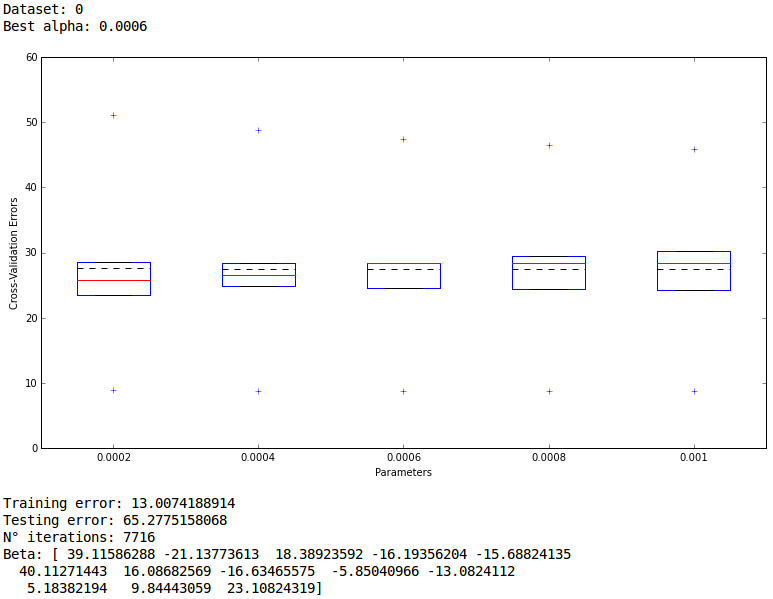 Dataset: 0
Best alpha: 0.0006
60
50
40
30
20
10
0
Cross-Validation Errors
0.0002 0.0004 0.0006 0.0008 0.001
Parameters
Training error: 13.0074188914
Testing error: 65.2775158068
N° iterations: 7716
Beta: [ 39.11586288 -21.13773613  18.38923592 -16.19356204 -15.68824135
40.11271443  16.08682569 -16.63465575  -5.85040966 -13.0824112
5.18382194   9.84443059  23.10824319]